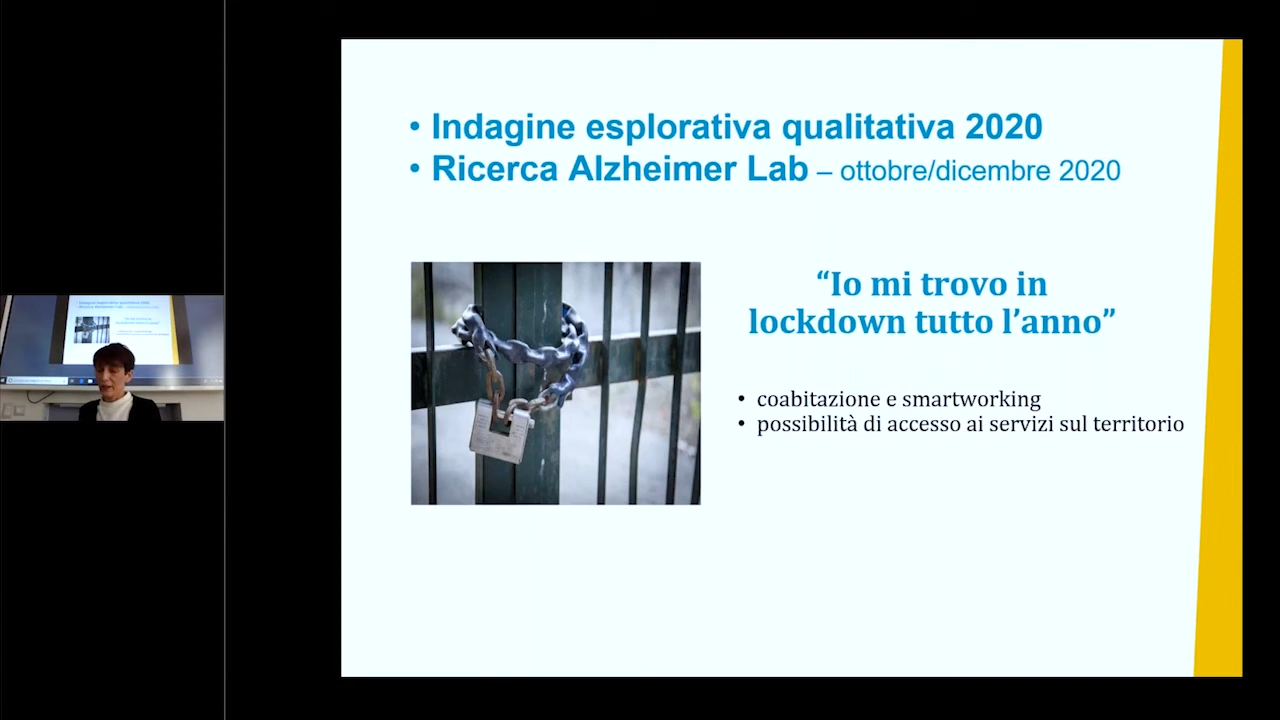 • Indagine esplorativa qualitativa 2020
• Ricerca Alzheimer Lab – ottobre/dicembre 2020
“Io mi trovo in
lockdown tutto l’anno”
• coabitazione e smartworking
• possibilità di accesso ai servizi sul territorio